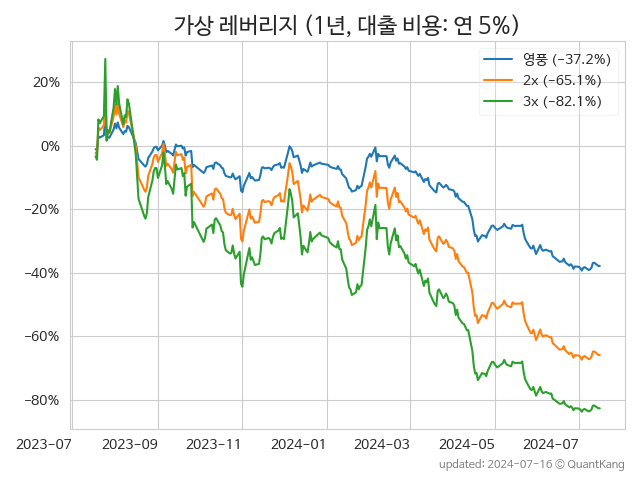 가상 레버리지 (1년, 대출 비용: 연 5%)
영풍 (−37.2%)
2x (−65.1%)
3x (−82.1%)
20%
0%
−20%
−40%
−60%
−80%
2023-07 2023-09 2023-11 2024-01 2024-03 2024-05 2024-07
updated: 2024-07-16 © QuantKang